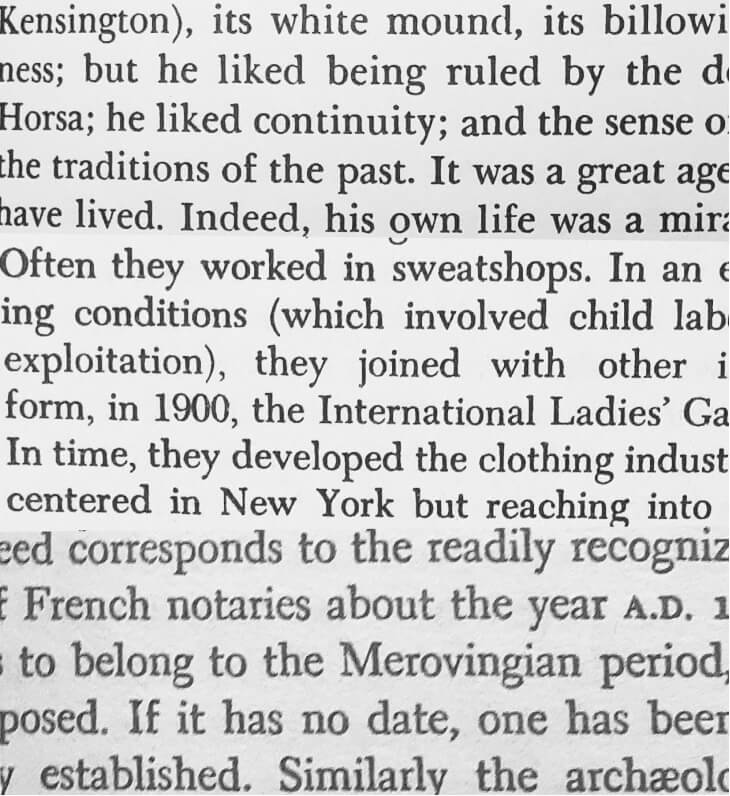 Kensington), its white mound, its billowi
ness; but he liked being ruled by the d
Horsa; he liked continuity; and the sense o
the traditions of the past. It was a great age
have lived. Indeed, his own life was a mira
Often they worked in sweatshops. In an e
ing conditions (which involved child lab
exploitation), they joined with other i
form, in 1900, the International Ladies’ Ga
In time, they developed the clothing indust
centered in New York but reaching into
eed corresponds to the readily recogniz
f French notaries about the year A.D. 1
s to belong to the Merovingian period,
posed. If it has no date, one has been
y established. Similarly the archæolo